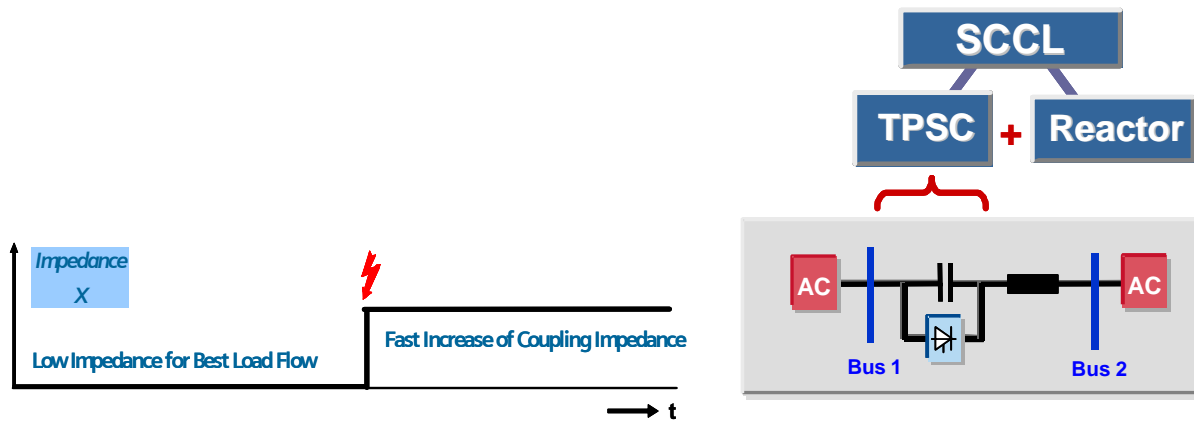 SCCL
TPSC + Reactor
Impedance
X
Low Impedance for Best Load Flow
Fast Increase of Coupling Impedance
t
AC
AC
Bus 1
Bus 2